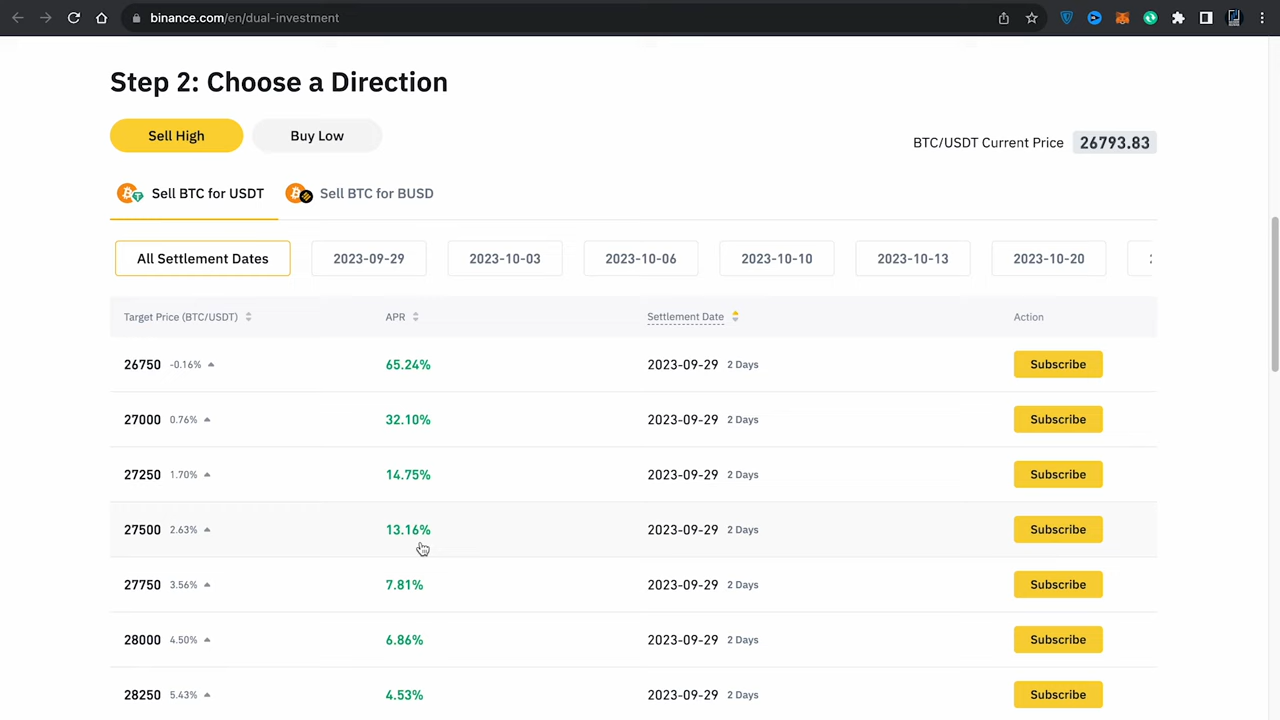 binance.com/en/dual-investment
Step 2: Choose a Direction
Sell High Buy Low
BTC/USDT Current Price 26793.83
Sell BTC for USDT Sell BTC for BUSD
All Settlement Dates 2023-09-29 2023-10-03 2023-10-06 2023-10-10 2023-10-13 2023-10-20
Target Price (BTC/USDT) APR Settlement Date Action
26750 -0.16% 65.24% 2023-09-29 2 Days Subscribe
27000 0.76% 32.10% 2023-09-29 2 Days Subscribe
27250 1.70% 14.75% 2023-09-29 2 Days Subscribe
27500 2.63% 13.16% 2023-09-29 2 Days Subscribe
27750 3.56% 7.81% 2023-09-29 2 Days Subscribe
28000 4.50% 6.86% 2023-09-29 2 Days Subscribe
28250 5.43% 4.53% 2023-09-29 2 Days Subscribe